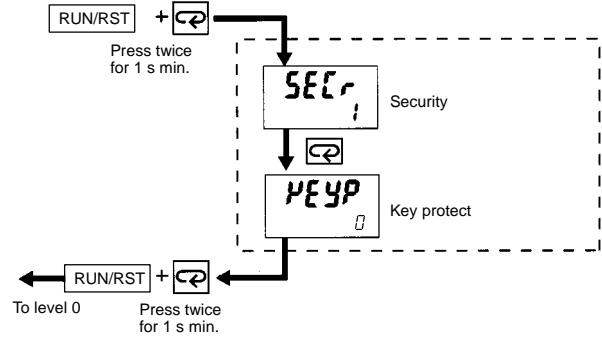 RUN/RST +
Press twice
for 1 s min.
SECr
1
Security
KEYP
0
Key protect
RUN/RST +
To level 0
Press twice
for 1 s min.